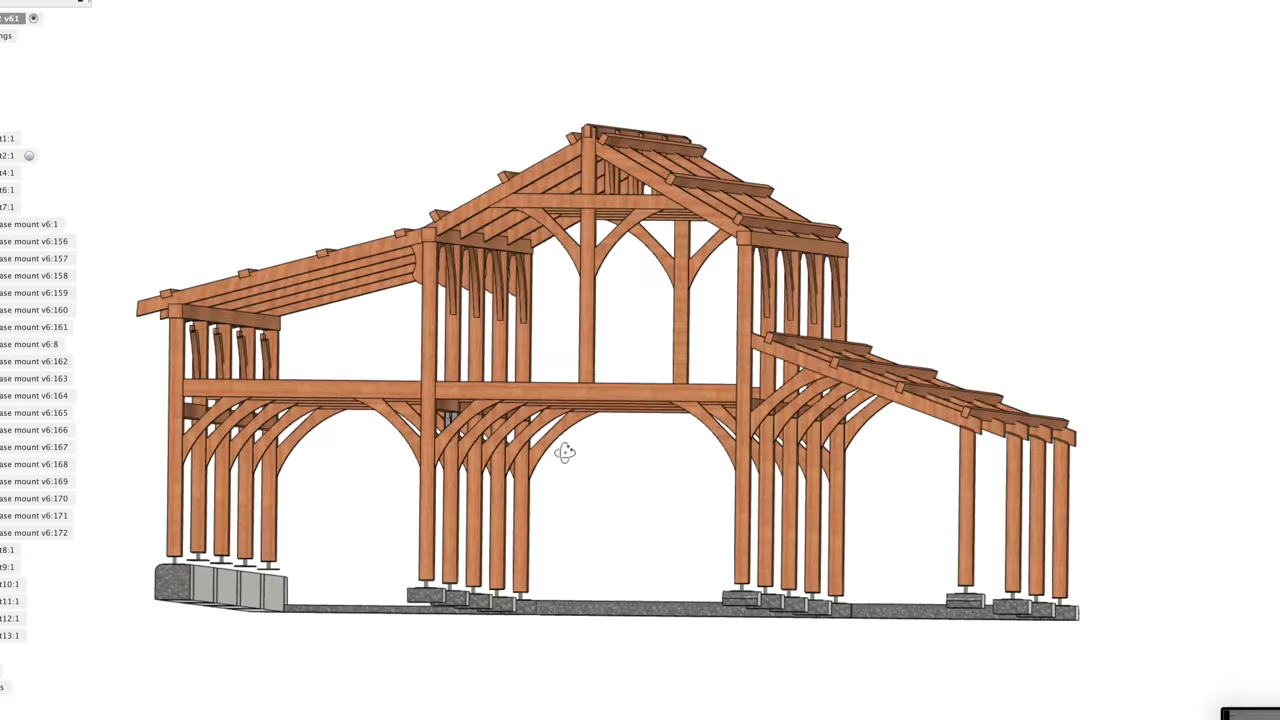 v61
ngs
t1:1
t2:1
t4:1
t6:1
t7:1
ase mount v6:1
ase mount v6:156
ase mount v6:157
ase mount v6:158
ase mount v6:159
ase mount v6:160
ase mount v6:161
ase mount v6:8
ase mount v6:162
ase mount v6:163
ase mount v6:164
ase mount v6:165
ase mount v6:166
ase mount v6:167
ase mount v6:168
ase mount v6:169
ase mount v6:170
ase mount v6:171
ase mount v6:172
t8:1
t9:1
t10:1
t11:1
t12:1
t13:1
s